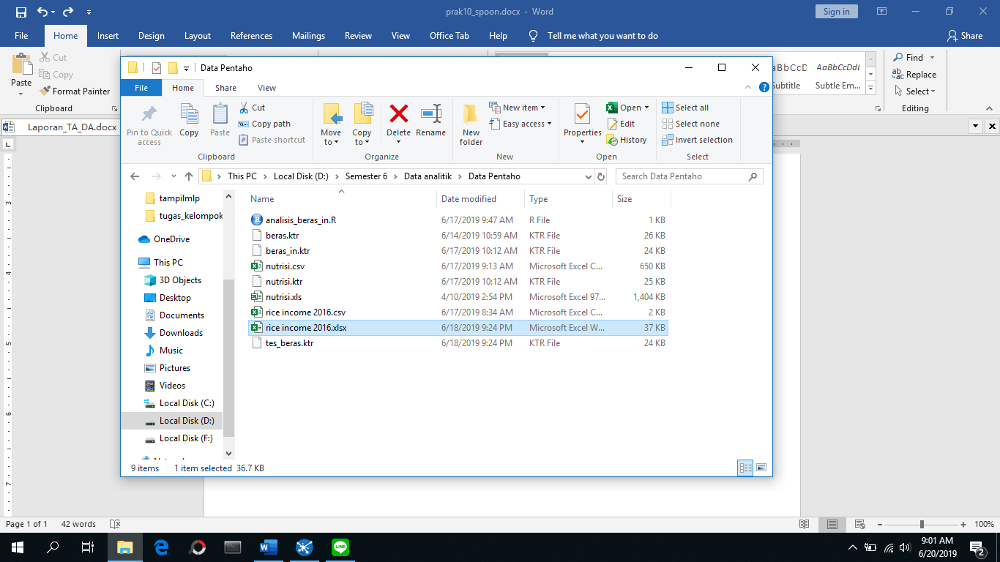 prak10_spoon.docx - Word
Sign in
File Home Insert Design Layout References Mailings Review View Office Tab Help Tell me what you want to do Share
Paste
Cut
Copy
Format Painter
Clipboard
AaBbCcDdE
Subtitle Subtle Em...
Find
Replace
Select
Editing
Laporan_TA_DA.docx
Data Pentaho
File Home Share View
Pin to Quick access
Copy
Paste
Cut
Copy path
Paste shortcut
Clipboard
Move to
Copy to
Delete
Rename
Organize
New folder
New item
Easy access
New
Properties
Open
Edit
History
Open
Select all
Select none
Invert selection
Select
This PC > Local Disk (D:) > Semester 6 > Data analitik > Data Pentaho
Search Data Pentaho
tampilmlp
tugas_kelompok
OneDrive
This PC
3D Objects
Desktop
Documents
Downloads
Music
Pictures
Videos
Local Disk (C:)
Local Disk (D:)
Local Disk (F:)
Name Date modified Type Size
analisis_beras_in.R 6/17/2019 9:47 AM R File 1 KB
beras.ktr 6/14/2019 10:59 AM KTR File 26 KB
beras_in.ktr 6/17/2019 10:12 AM KTR File 24 KB
nutrisi.csv 6/17/2019 9:13 AM Microsoft Excel C... 650 KB
nutrisi.ktr 6/17/2019 10:12 AM KTR File 25 KB
nutrisi.xls 4/10/2019 2:54 PM Microsoft Excel 97... 1,404 KB
rice income 2016.csv 6/17/2019 8:34 AM Microsoft Excel C... 2 KB
rice income 2016.xlsx 6/18/2019 9:24 PM Microsoft Excel W... 37 KB
tes_beras.ktr 6/18/2019 9:24 PM KTR File 24 KB
9 items 1 item selected 36.7 KB
3
4
5
6
7
Page 1 of 1 42 words
100%
LINE
9:01 AM
6/20/2019
2